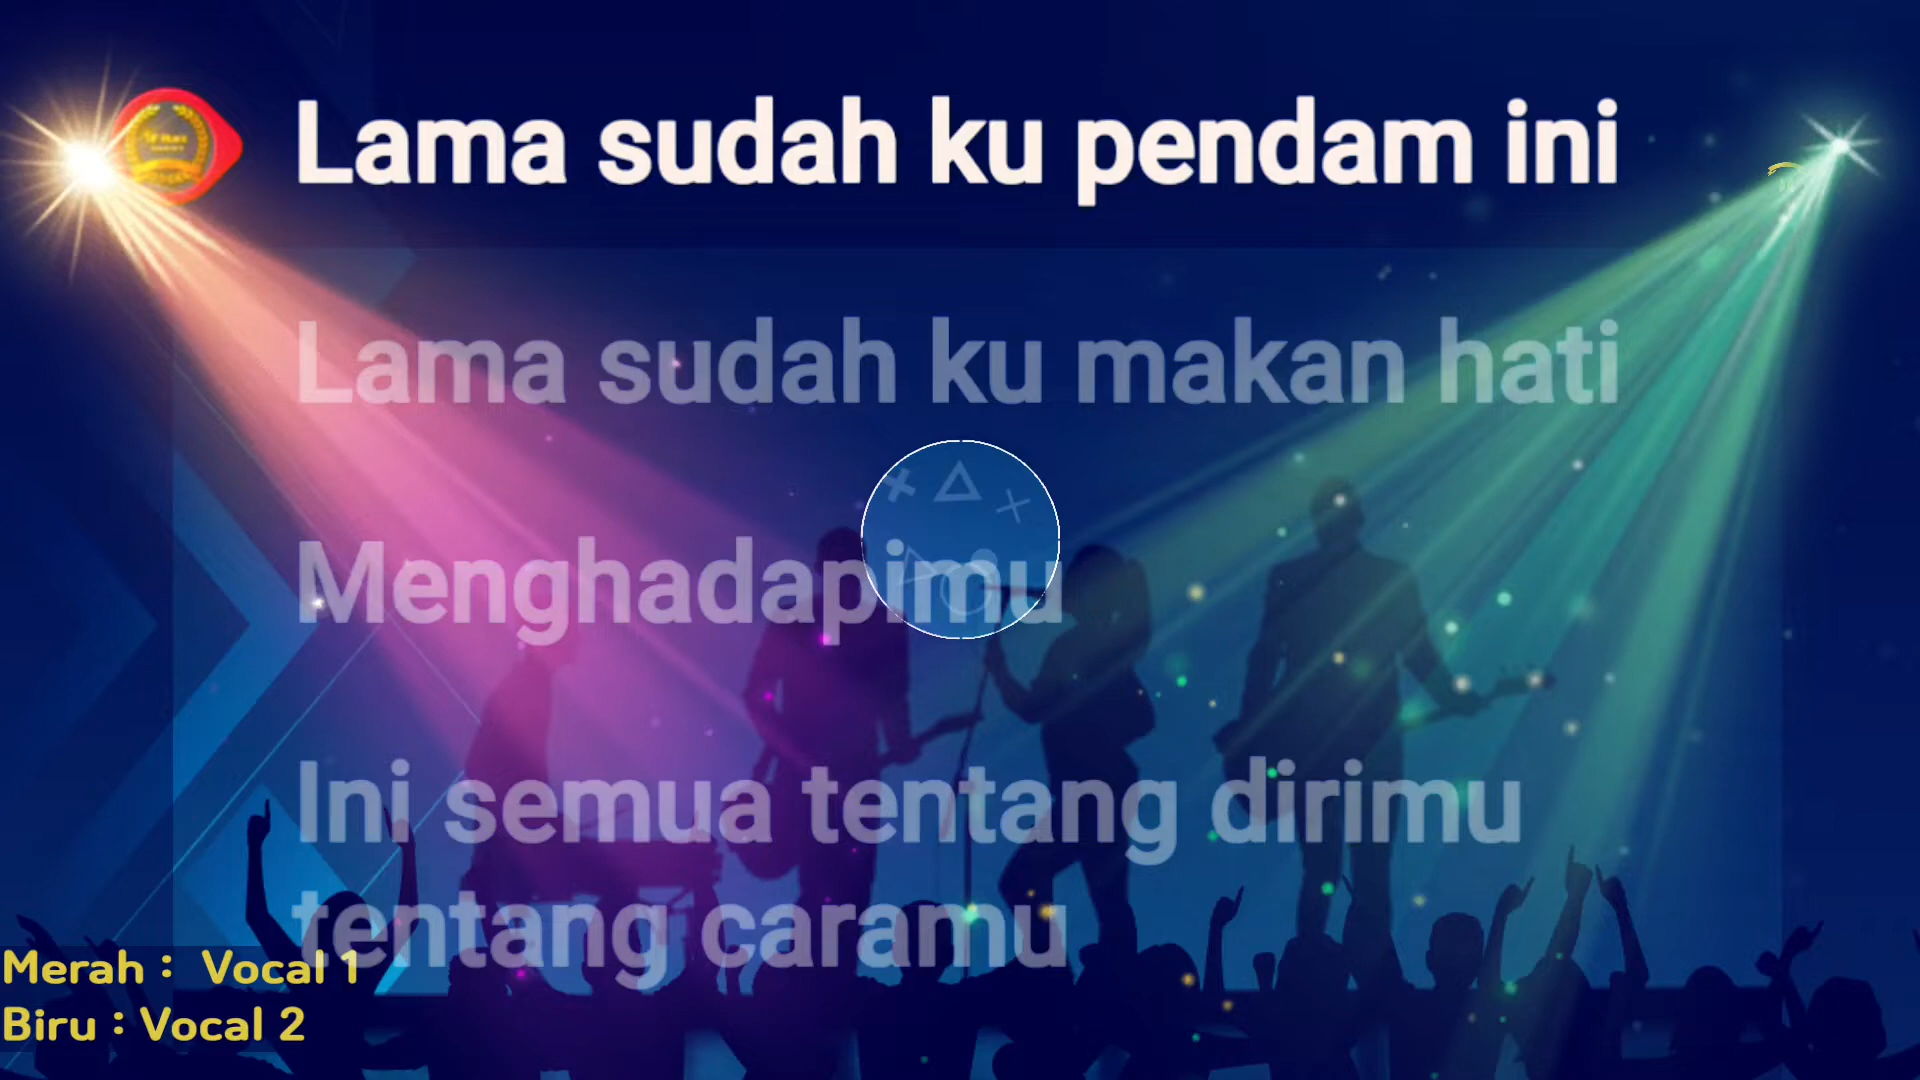 Lama sudah ku pendam ini
Lama sudah ku makan hati
Menghadapimu
Ini semua tentang dirimu
tentang caramu
Merah : Vocal 1
Biru : Vocal 2